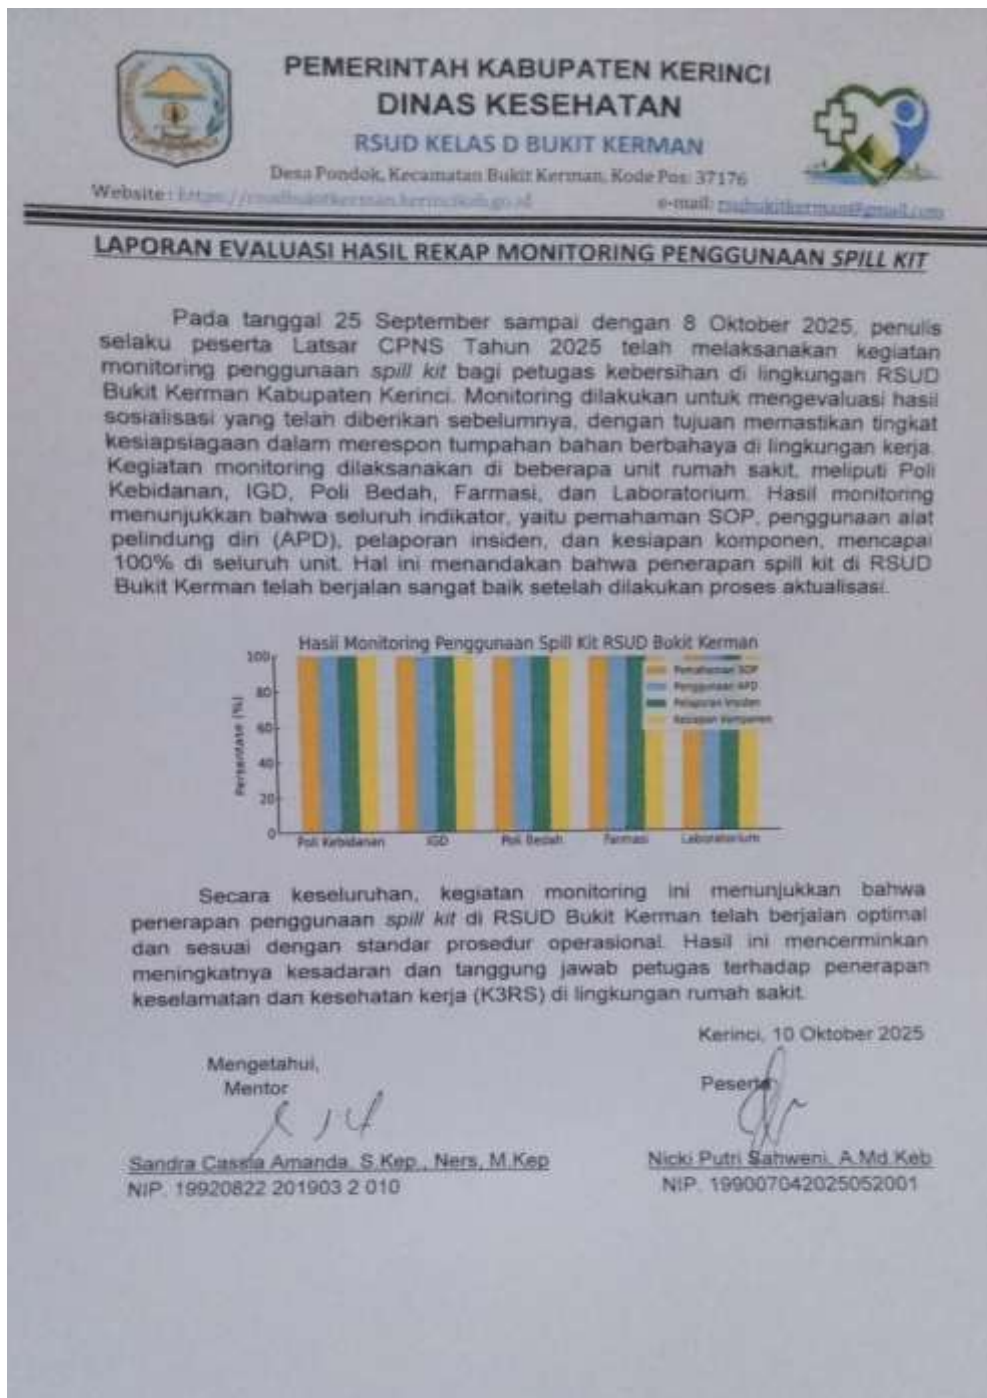 PEMERINTAH KABUPATEN KERINCI
DINAS KESEHATAN
RSUD KELAS D BUKIT KERMAN
Desa Pondok, Kecamatan Bukit Kerman, Kode Pos: 37176
Website :
e-mail: rsubukitkerman@gmail.com
LAPORAN EVALUASI HASIL REKAP MONITORING PENGGUNAAN SPILL KIT
Pada tanggal 25 September sampai dengan 8 Oktober 2025, penulis
selaku peserta Latsar CPNS Tahun 2025 telah melaksanakan kegiatan
monitoring penggunaan spill kit bagi petugas kebersihan di lingkungan RSUD
Bukit Kerman Kabupaten Kerinci. Monitoring dilakukan untuk mengevaluasi hasil
sosialisasi yang telah diberikan sebelumnya, dengan tujuan memastikan tingkat
kesiapsiagaan dalam merespon tumpahan bahan berbahaya di lingkungan kerja.
Kegiatan monitoring dilaksanakan di beberapa unit rumah sakit, meliputi Poli
Kebidanan, IGD, Poli Bedah, Farmasi, dan Laboratorium. Hasil monitoring
menunjukkan bahwa seluruh indikator, yaitu pemahaman SOP, penggunaan alat
pelindung diri (APD), pelaporan insiden, dan kesiapan komponen, mencapai
100% di seluruh unit. Hal ini menandakan bahwa penerapan spill kit di RSUD
Bukit Kerman telah berjalan sangat baik setelah dilakukan proses aktualisasi.
Hasil Monitoring Penggunaan Spill Kit RSUD Bukit Kerman
Persentase (%)
100
80
60
40
20
0
Pemahaman SOP
Penggunaan APD
Pelaporan Insiden
Kesiapan Komponen
Poli Kebidanan IGD Poli Bedah Farmasi Laboratorium
Secara keseluruhan, kegiatan monitoring ini menunjukkan bahwa
penerapan penggunaan spill kit di RSUD Bukit Kerman telah berjalan optimal
dan sesuai dengan standar prosedur operasional. Hasil ini mencerminkan
meningkatnya kesadaran dan tanggung jawab petugas terhadap penerapan
keselamatan dan kesehatan kerja (K3RS) di lingkungan rumah sakit.
Kerinci, 10 Oktober 2025
Mengetahui,
Mentor
Peserta
Sandra Cassia Amanda, S.Kep., Ners, M.Kep
NIP. 19920822 201903 2 010
Nicki Putri Sahweni, A.Md.Keb
NIP. 199007042025052001